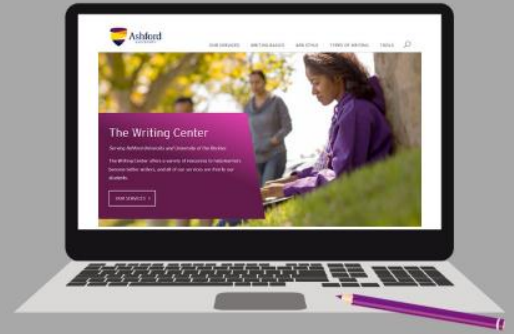 Ashford
OUR SERVICES WRITING BASICS APA STYLE TYPES OF WRITING TOOLS
The Writing Center
Serving Ashford University and University of the Rockies
The Writing Center offers a variety of resources to help learners
become better writers, and all of our services are free to our
students.
OUR SERVICES